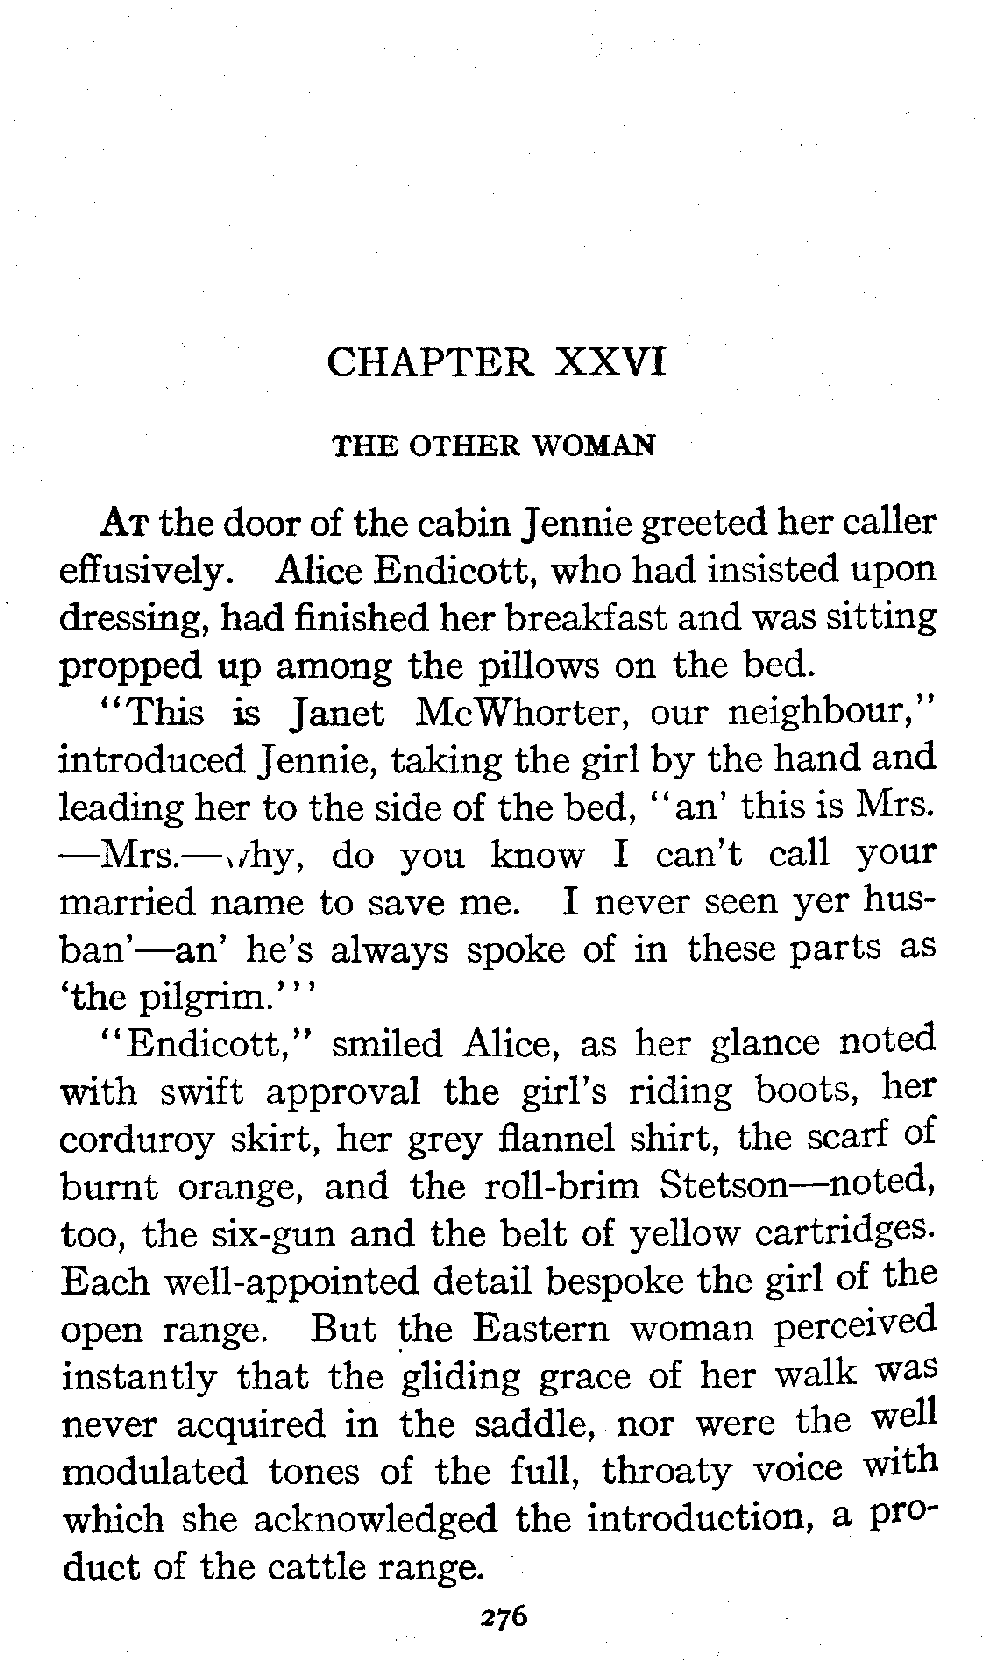 CHAPTER XXVI
THE OTHER WOMAN
AT the door of the cabin Jennie greeted her caller
effusively. Alice Endicott, who had insisted upon
dressing, had finished her breakfast and was sitting
propped up among the pillows on the bed.
"This is Janet McWhorter, our neighbour,"
introduced Jennie, taking the girl by the hand and
leading her to the side of the bed, "an' this is Mrs.
—Mrs.—why, do you know I can't call your
married name to save me. I never seen yer hus-
ban'—an' he's always spoke of in these parts as
'the pilgrim.'"
"Endicott," smiled Alice, as her glance noted
with swift approval the girl's riding boots, her
corduroy skirt, her grey flannel shirt, the scarf of
burnt orange, and the roll-brim Stetson—noted,
too, the six-gun and the belt of yellow cartridges.
Each well-appointed detail bespoke the girl of the
open range. But the Eastern woman perceived
instantly that the gliding grace of her walk was
never acquired in the saddle, nor were the well
modulated tones of the full, throaty voice with
which she acknowledged the introduction, a pro-
duct of the cattle range.
276